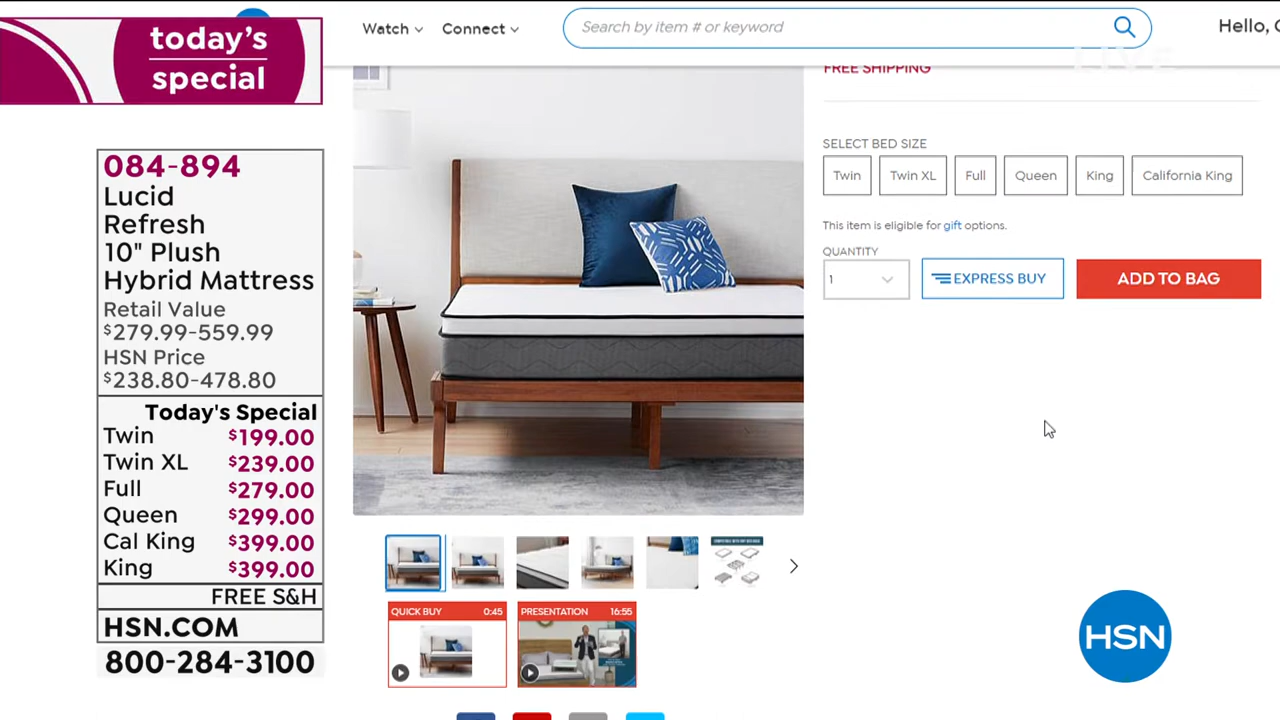 today's
special
Watch
Connect
Search by item # or keyword
Hello,
LIVE
084-894
Lucid
Refresh
10" Plush
Hybrid Mattress
Retail Value
$279.99-559.99
HSN Price
$238.80-478.80
Today's Special
Twin $199.00
Twin XL $239.00
Full $279.00
Queen $299.00
Cal King $399.00
King $399.00
FREE S&H
HSN.COM
800-284-3100
FREE SHIPPING
SELECT BED SIZE
Twin Twin XL Full Queen King California King
This item is eligible for gift options.
QUANTITY
1 EXPRESS BUY ADD TO BAG
QUICK BUY 0:45
PRESENTATION 16:55
HSN